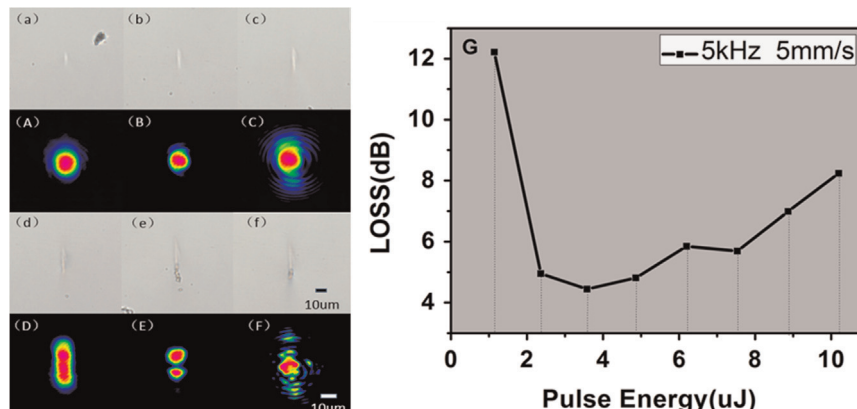 (a)
(b)
(c)
(A)
(B)
(C)
(d)
(e)
(f)
10um
(D)
(E)
(F)
10um
G
5kHz 5mm/s
LOSS(dB)
12
10
8
6
4
0 2 4 6 8 10
Pulse Energy(uJ)